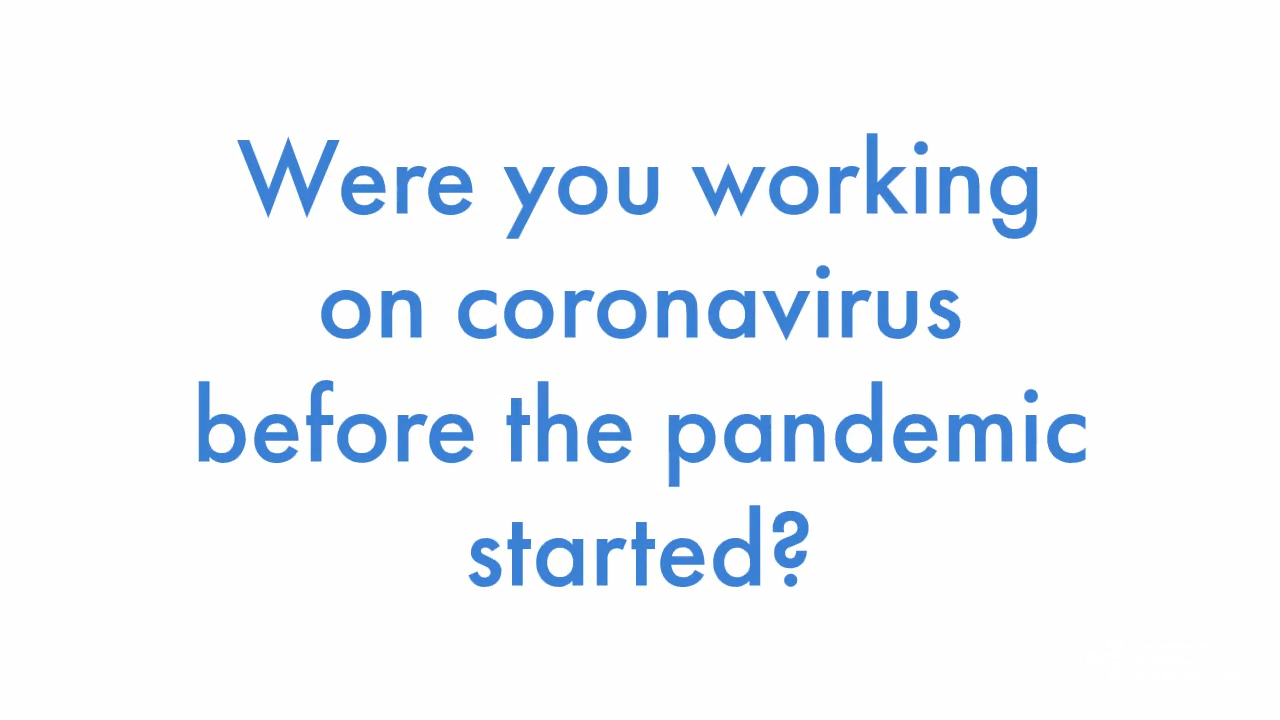 Were you working
on coronavirus
before the pandemic
started?